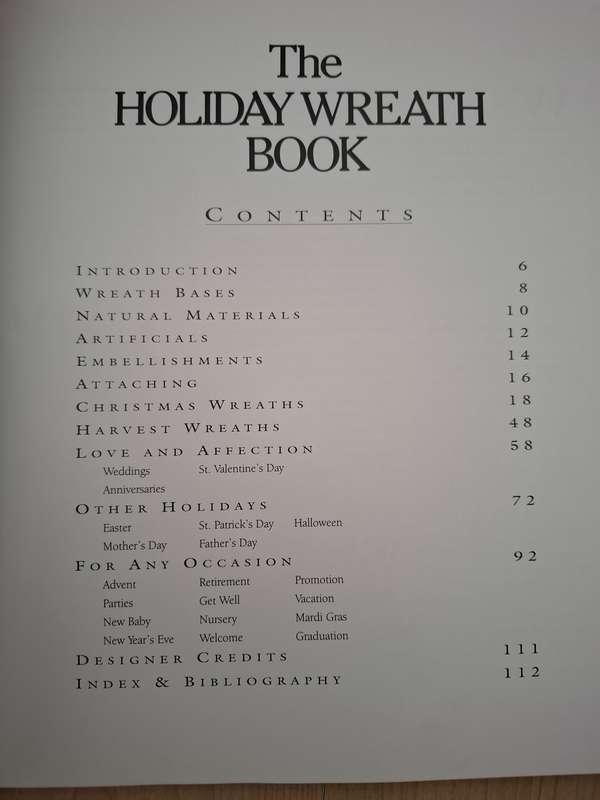 The
HOLIDAY WREATH
BOOK
CONTENTS
INTRODUCTION 6
WREATH BASES 8
NATURAL MATERIALS 10
ARTIFICIALS 12
EMBELLISHMENTS 14
ATTACHING 16
CHRISTMAS WREATHS 18
HARVEST WREATHS 48
LOVE AND AFFECTION 58
Weddings St. Valentine's Day
Anniversaries
OTHER HOLIDAYS 72
Easter St. Patrick's Day Halloween
Mother's Day Father's Day
FOR ANY OCCASION 92
Advent Retirement Promotion
Parties Get Well Vacation
New Baby Nursery Mardi Gras
New Year's Eve Welcome Graduation
DESIGNER CREDITS 111
INDEX & BIBLIOGRAPHY 112